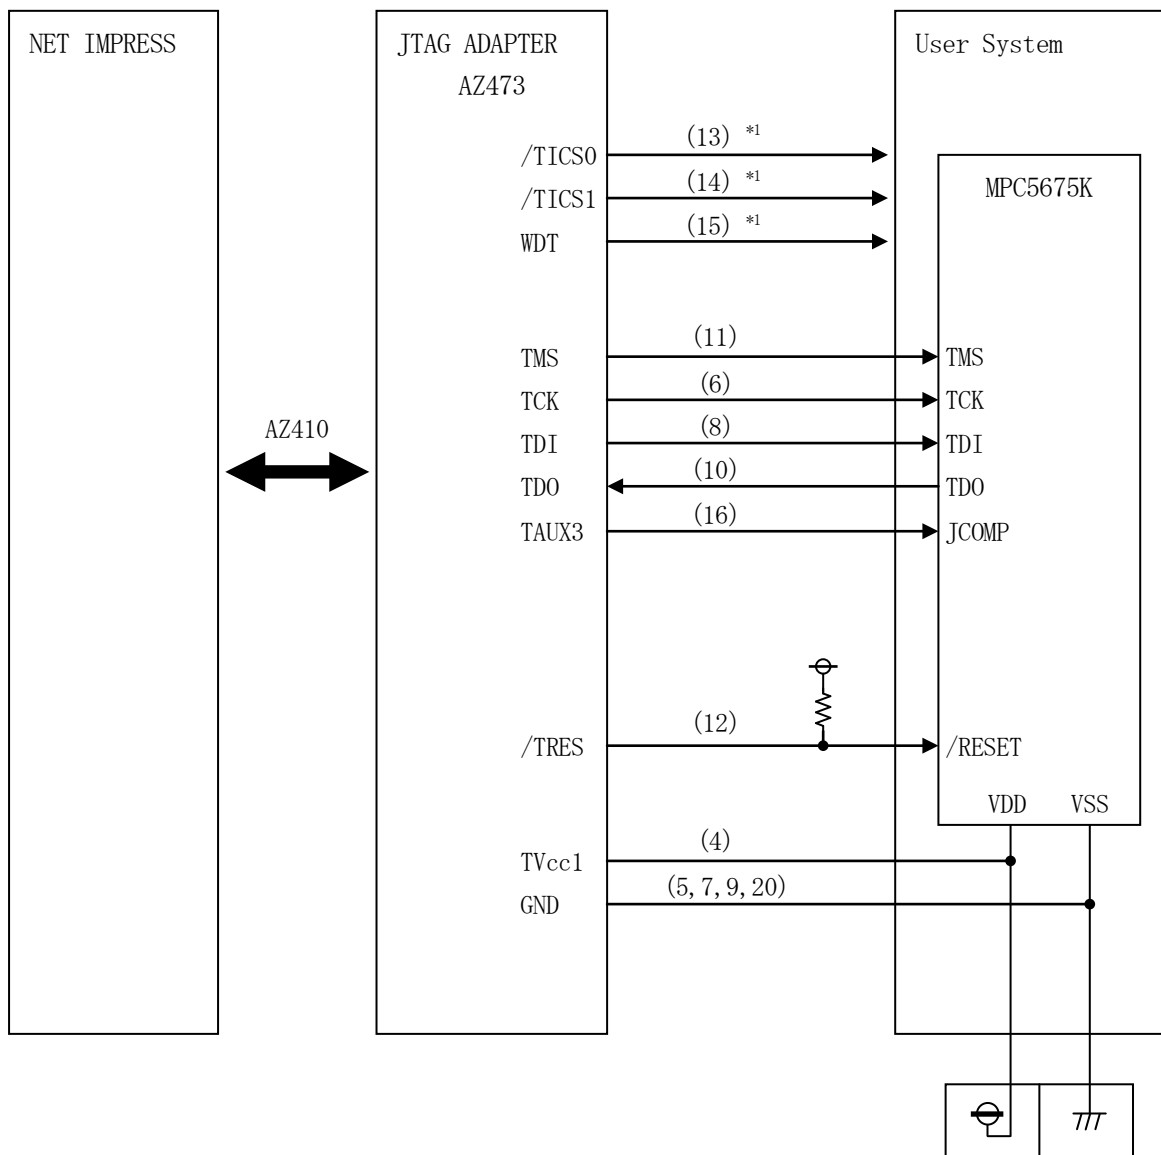 NET IMPRESS
JTAG ADAPTER
AZ473
User System
/TICS0
(13) *1
/TICS1
(14) *1
WDT
(15) *1
MPC5675K
TMS
(11)
TMS
TCK
(6)
TCK
AZ410
TDI
(8)
TDI
TDO
(10)
TDO
TAUX3
(16)
JCOMP
/TRES
(12)
/RESET
VDD
VSS
TVcc1
(4)
GND
(5,7,9,20)